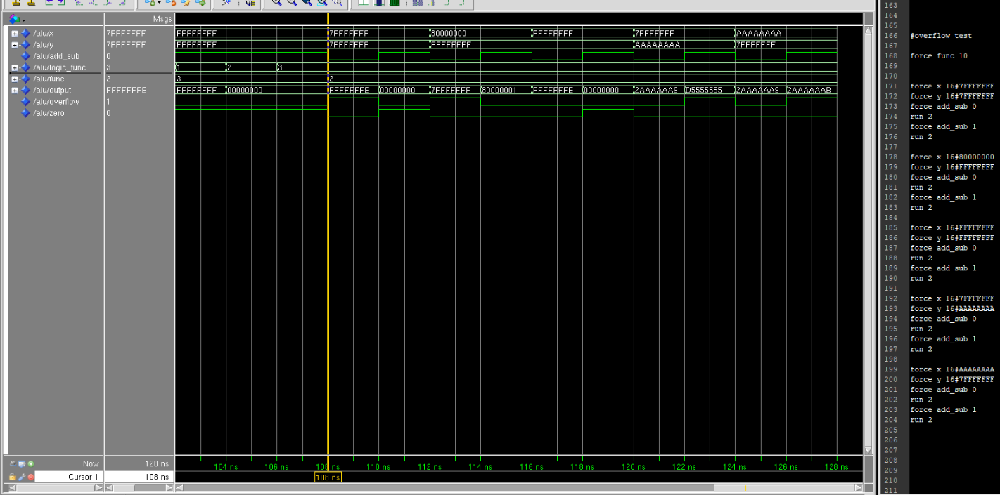 Msgs
/alu/x 7FFFFFFF FFFFFFFF 7FFFFFFF 80000000 FFFFFFFF 7FFFFFFF AAAAAAAA
/alu/y 7FFFFFFF FFFFFFFF 7FFFFFFF FFFFFFFF AAAAAAAA 7FFFFFFF
/alu/add_sub 0
/alu/logic_func 3 1 2 3
/alu/func 2 3 2
/alu/output FFFFFFFE FFFFFFFF 00000000 FFFFFFFE 00000000 7FFFFFFF 80000001 FFFFFFFE 00000000 2AAAAAA9 D5555555 2AAAAAA9 2AAAAAAB
/alu/overflow 1
/alu/zero 0
Now 128 ns
104 ns 106 ns 108 ns 110 ns 112 ns 114 ns 116 ns 118 ns 120 ns 122 ns 124 ns 126 ns 128 ns
Cursor 1 108 ns 108 ns
163
164
165
166 #overflow test
167
168 force func 10
169
170
171 force x 16#7FFFFFFF
172 force y 16#7FFFFFFF
173 force add_sub 0
174 run 2
175 force add_sub 1
176 run 2
177
178 force x 16#80000000
179 force y 16#FFFFFFFF
180 force add_sub 0
181 run 2
182 force add_sub 1
183 run 2
184
185 force x 16#FFFFFFFF
186 force y 16#FFFFFFFF
187 force add_sub 0
188 run 2
189 force add_sub 1
190 run 2
191
192 force x 16#7FFFFFFF
193 force y 16#AAAAAAAA
194 force add_sub 0
195 run 2
196 force add_sub 1
197 run 2
198
199 force x 16#AAAAAAAA
200 force y 16#7FFFFFFF
201 force add_sub 0
202 run 2
203 force add_sub 1
204 run 2
205
206
207
208
209
210
211